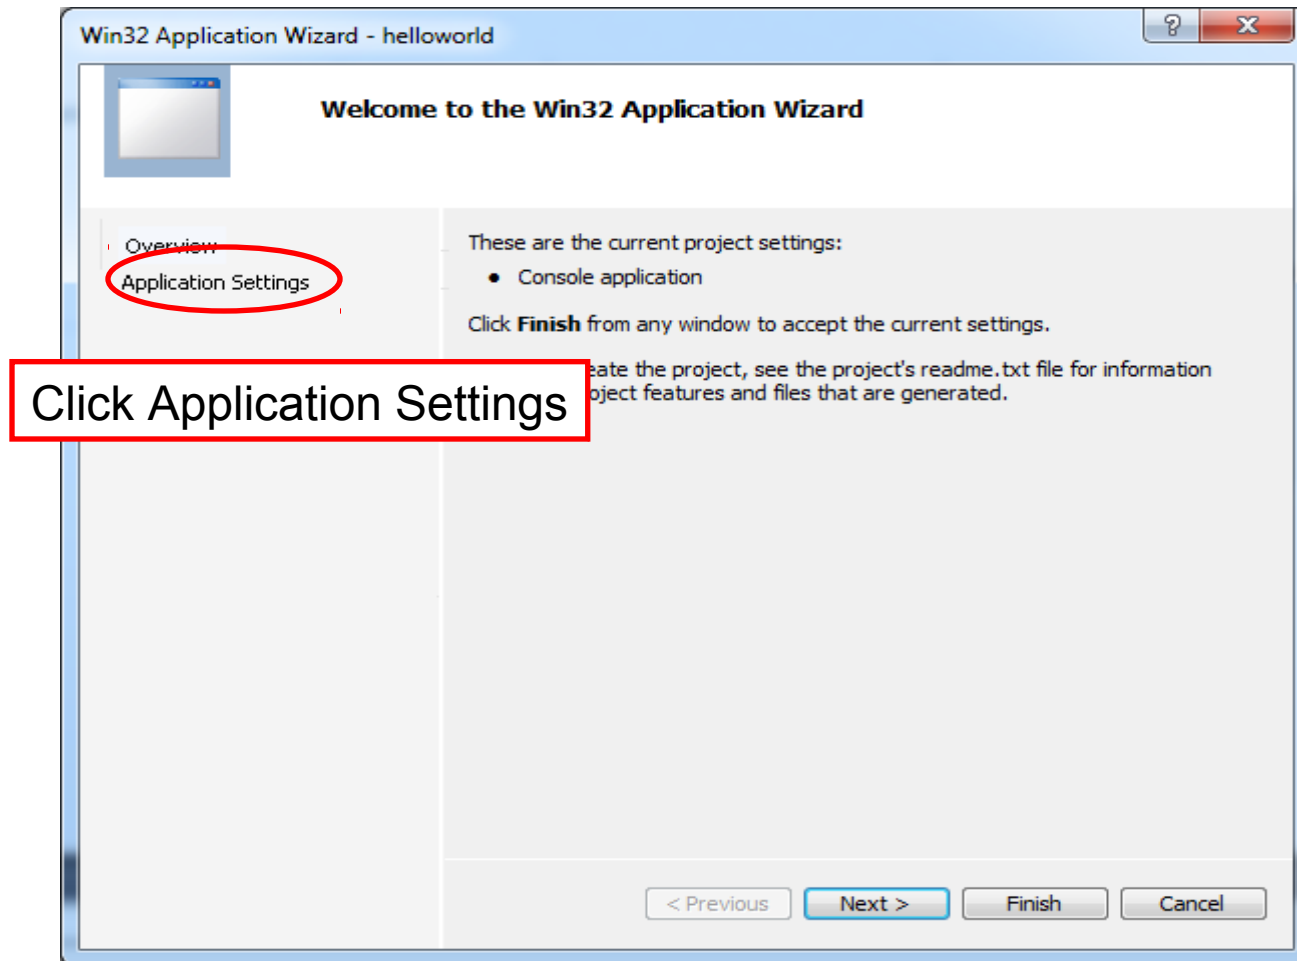 Win32 Application Wizard - helloworld
Welcome to the Win32 Application Wizard
Overview
Application Settings
These are the current project settings:
• Console application
Click Finish from any window to accept the current settings.
eate the project, see the project's readme.txt file for information
oject features and files that are generated.
Click Application Settings
< Previous
Next >
Finish
Cancel